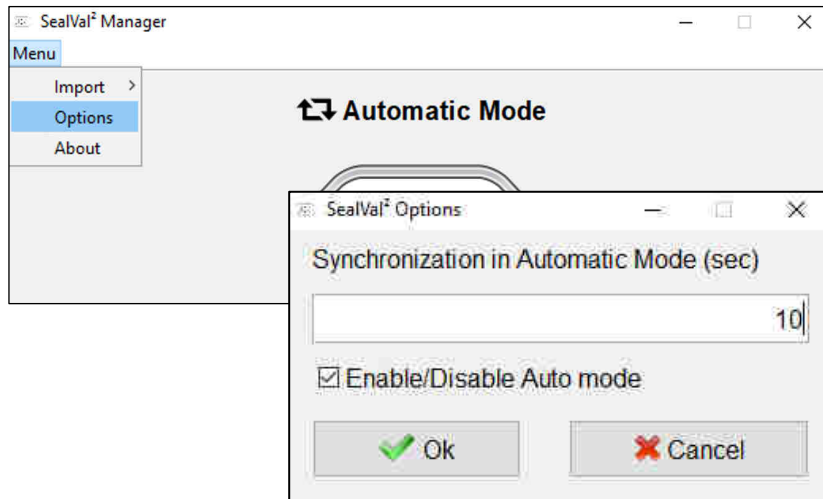 SealVal² Manager
Menu
Import
Options
About
Automatic Mode
SealVal² Options
Synchronization in Automatic Mode (sec)
10
Enable/Disable Auto mode
Ok
Cancel